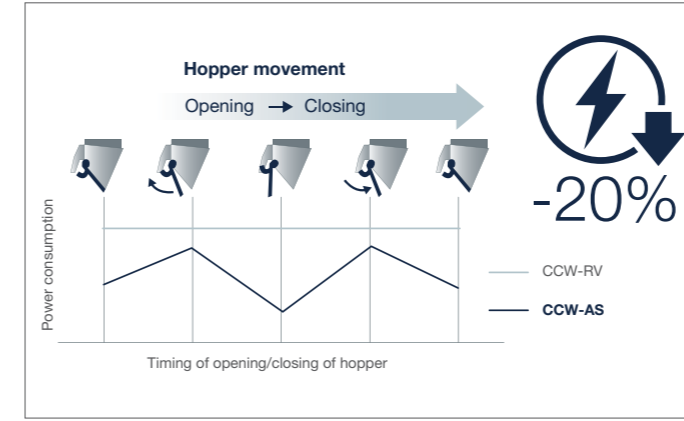 Hopper movement
Opening → Closing
-20%
Power consumption
CCW-RV
CCW-AS
Timing of opening/closing of hopper